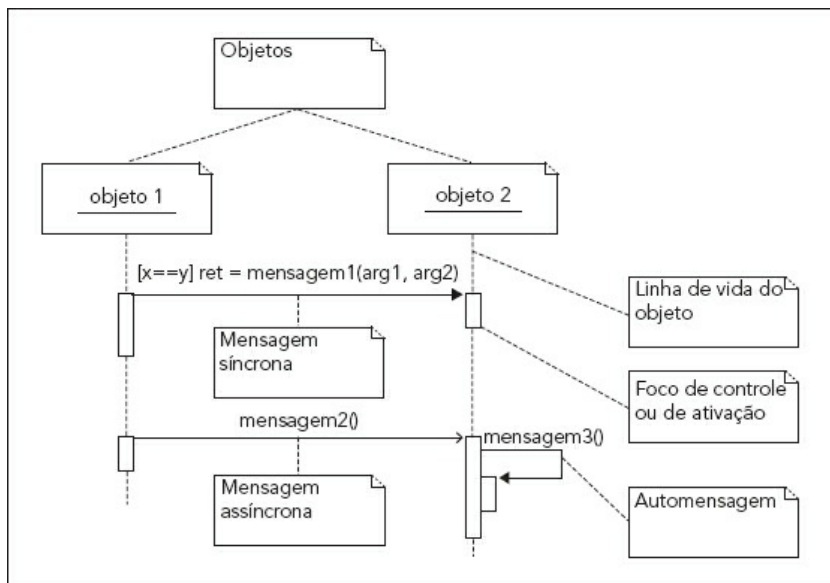 Objetos
objeto 1
objeto 2
[x==y] ret = mensagem1(arg1, arg2)
Linha de vida do
objeto
Mensagem
síncrona
Foco de controle
ou de ativação
mensagem2()
mensagem3()
Mensagem
assíncrona
Automensagem